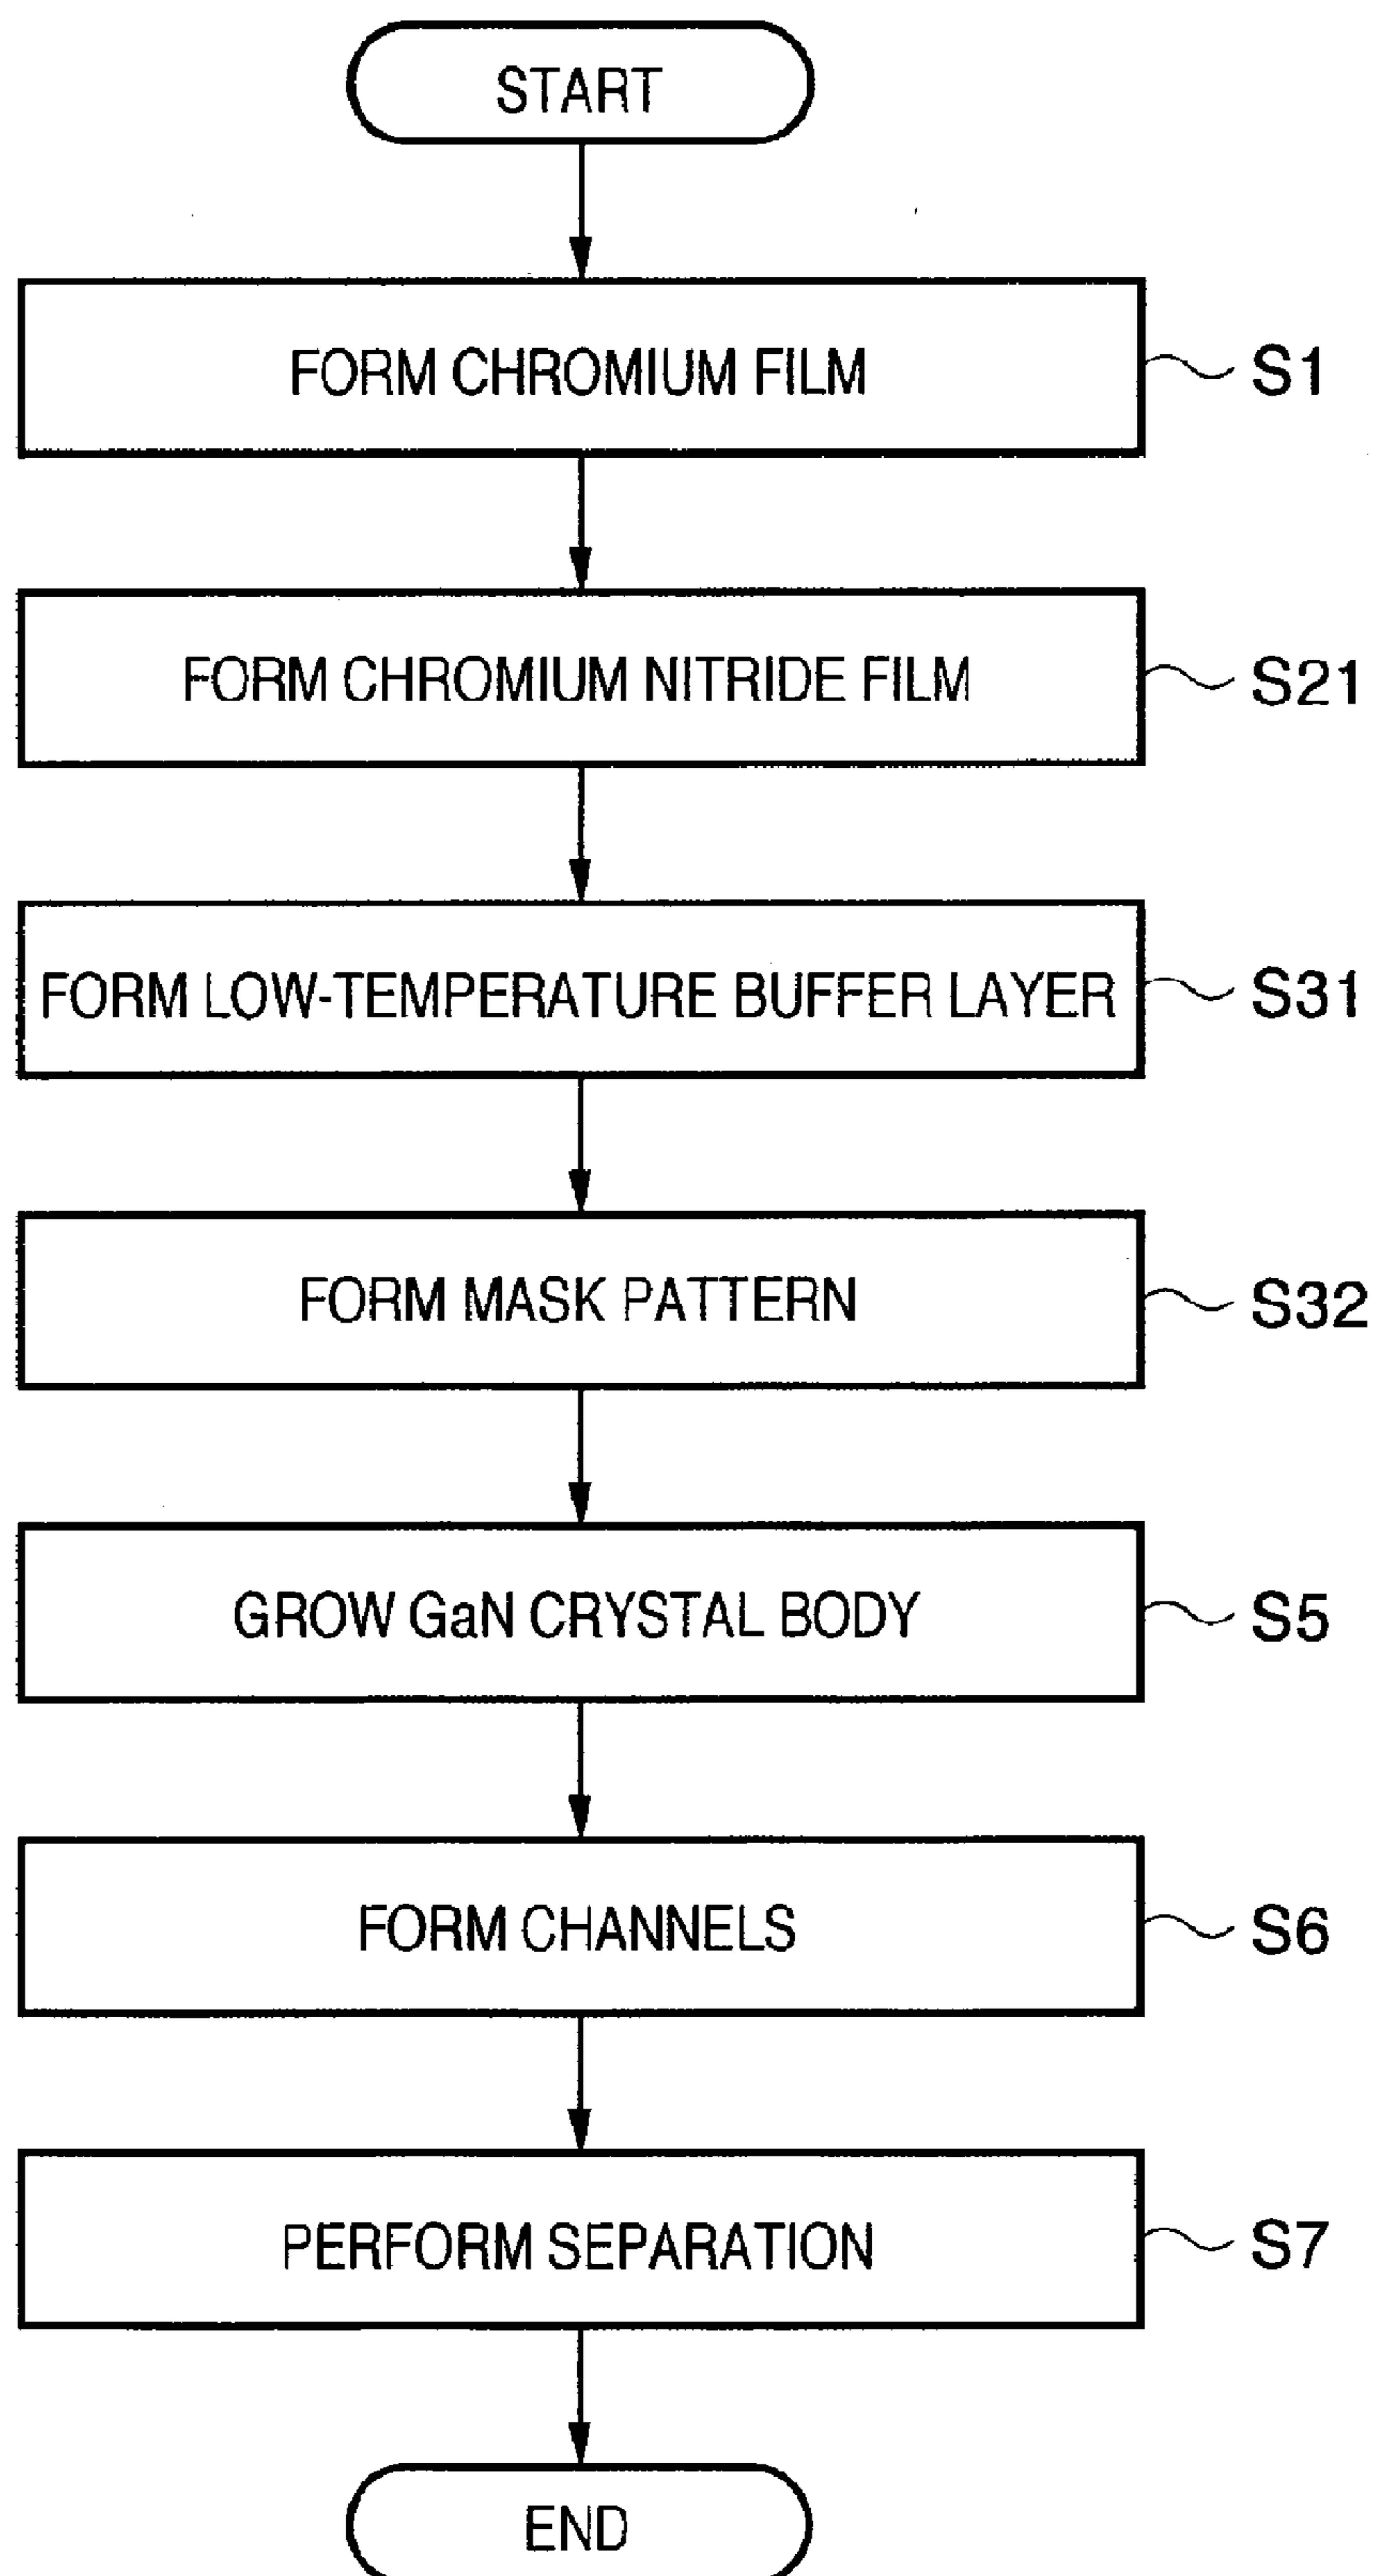 START
FORM CHROMIUM FILM S1
FORM CHROMIUM NITRIDE FILM S21
FORM LOW-TEMPERATURE BUFFER LAYER S31
FORM MASK PATTERN S32
GROW GaN CRYSTAL BODY S5
FORM CHANNELS S6
PERFORM SEPARATION S7
END